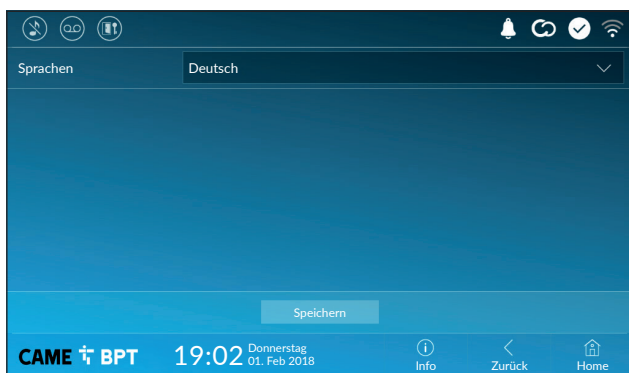 Sprachen Deutsch
Speichern
CAME BPT 19:02 Donnerstag
01. Feb 2018
Info Zurück Home